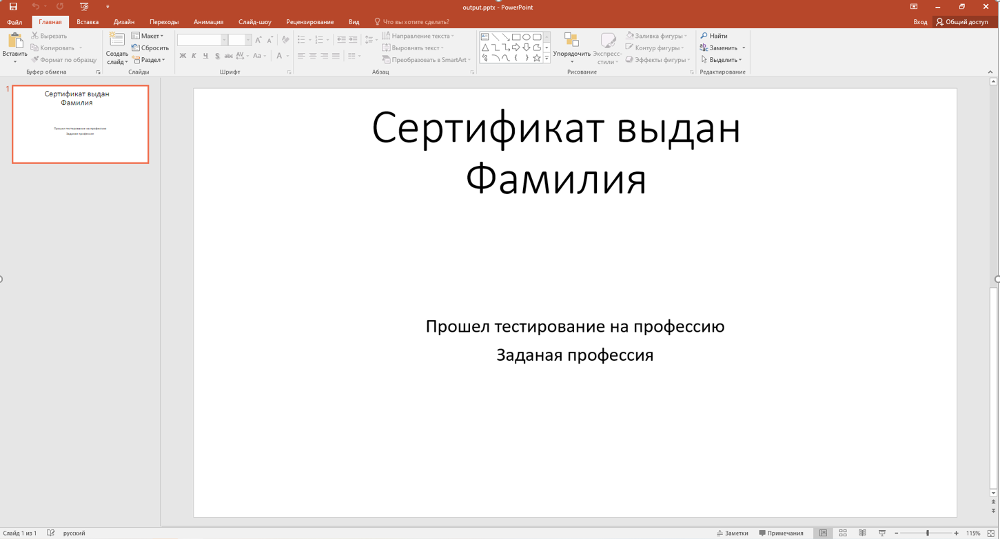 output.pptx - PowerPoint
Файл Главная Вставка Дизайн Переходы Анимация Слайд-шоу Рецензирование Вид Что вы хотите сделать? Вход Общий доступ
Вставить
Вырезать
Копировать
Формат по образцу
Буфер обмена
Создать слайд
Макет
Сбросить
Раздел
Слайды
Ж К Ч S abc AV Aa A
Шрифт
Направление текста
Выровнять текст
Преобразовать в SmartArt
Абзац
Упорядочить
Экспресс-стили
Заливка фигуры
Контур фигуры
Эффекты фигуры
Рисование
Найти
Заменить
Выделить
Редактирование
1
Сертификат выдан
Фамилия
Прошел тестирование на профессию
Заданая профессия
Сертификат выдан
Фамилия
Прошел тестирование на профессию
Заданая профессия
Слайд 1 из 1 русский Заметки Примечания 115%